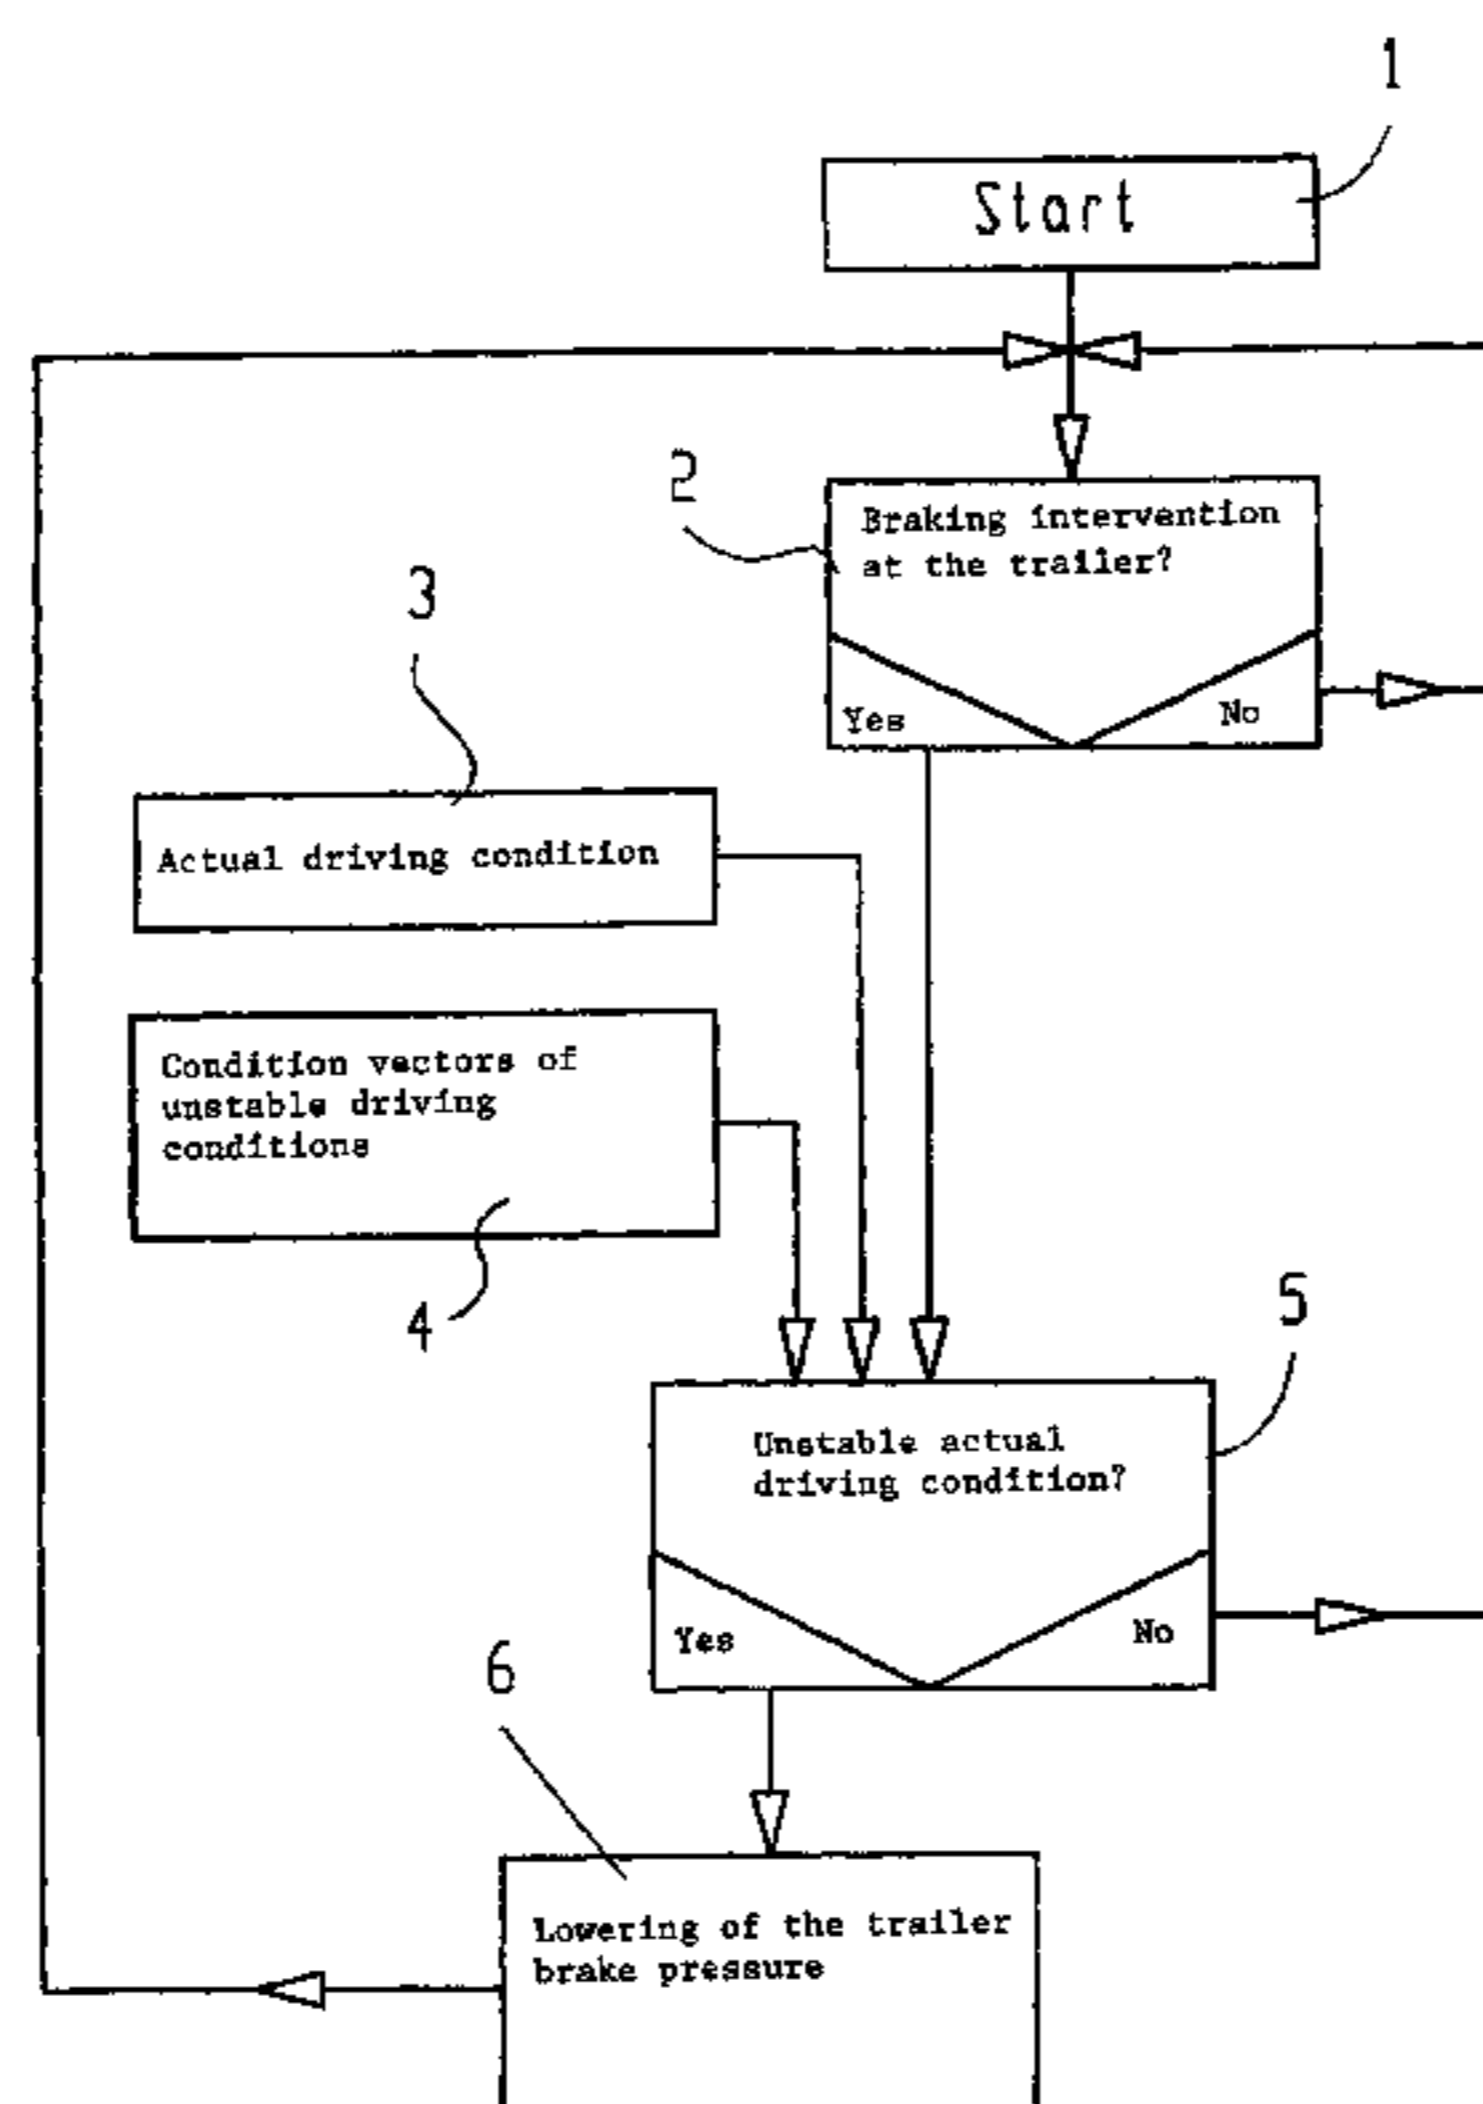 1
Start
2
Braking intervention
at the trailer?
Yes
No
3
Actual driving condition
Condition vectors of
unstable driving
conditions
4
5
Unstable actual
driving condition?
Yes
No
6
Lowering of the trailer
brake pressure